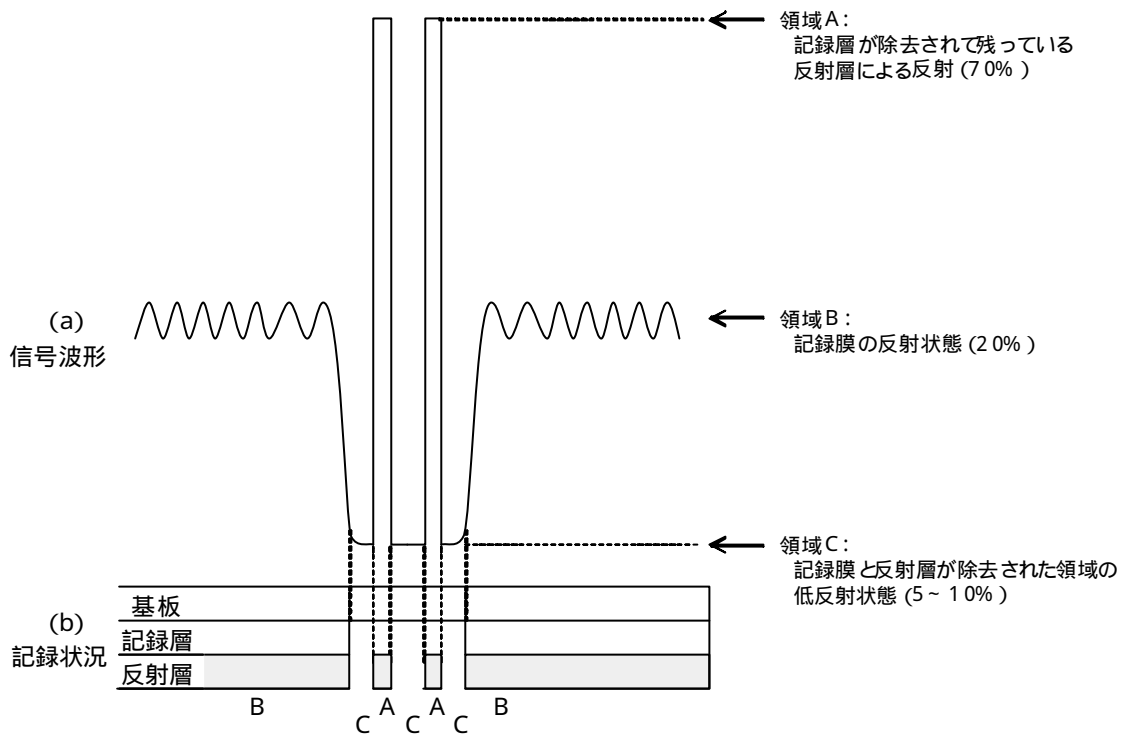 領域A:
記録層が除去されて残っている
反射層による反射 (70%)
(a)
信号波形
領域B:
記録膜の反射状態 (20%)
領域C:
記録膜と反射層が除去された領域の
低反射状態 (5~10%)
(b)
記録状況
基板
記録層
反射層
B
C
A
C
A
C
B